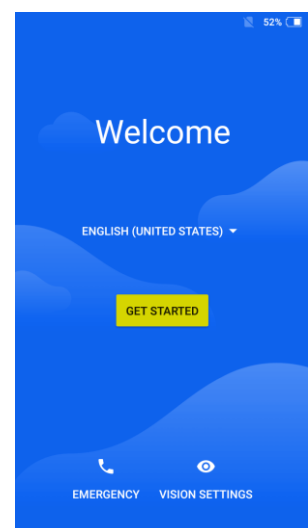 52%
Welcome
ENGLISH (UNITED STATES)
GET STARTED
EMERGENCY VISION SETTINGS